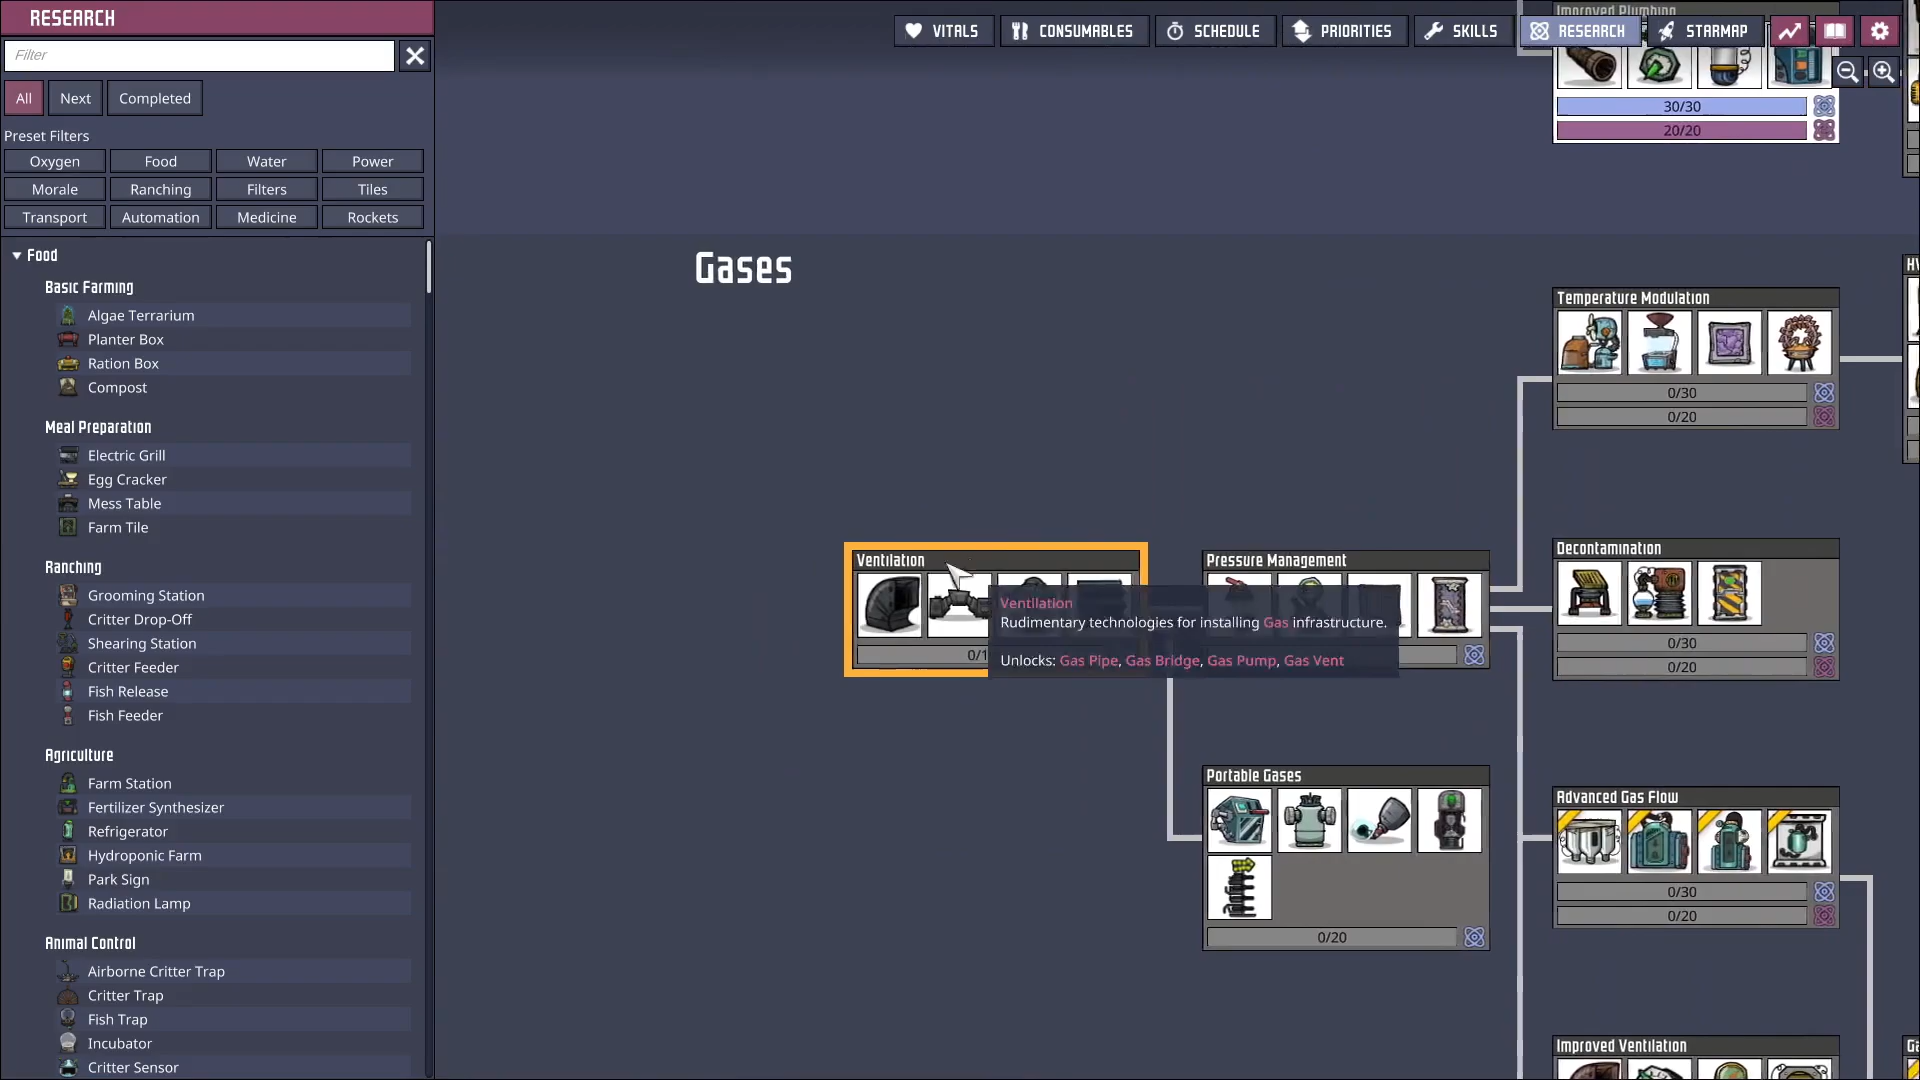 RESEARCH
Filter
All
Next
Completed
Preset Filters
Oxygen
Food
Water
Power
Morale
Ranching
Filters
Tiles
Transport
Automation
Medicine
Rockets
Food
Basic Farming
Algae Terrarium
Planter Box
Ration Box
Compost
Meal Preparation
Electric Grill
Egg Cracker
Mess Table
Farm Tile
Ranching
Grooming Station
Critter Drop-Off
Shearing Station
Critter Feeder
Fish Release
Fish Feeder
Agriculture
Farm Station
Fertilizer Synthesizer
Refrigerator
Hydroponic Farm
Park Sign
Radiation Lamp
Animal Control
Airborne Critter Trap
Critter Trap
Fish Trap
Incubator
Critter Sensor
VITALS
CONSUMABLES
SCHEDULE
PRIORITIES
SKILLS
RESEARCH
STARMAP
Improved Plumbing
30/30
20/20
Gases
Temperature Modulation
0/30
0/20
Ventilation
0/1
Pressure Management
Ventilation
Rudimentary technologies for installing Gas infrastructure.
Unlocks: Gas Pipe, Gas Bridge, Gas Pump, Gas Vent
Decontamination
0/30
0/20
Portable Gases
0/20
Advanced Gas Flow
0/30
0/20
Improved Ventilation